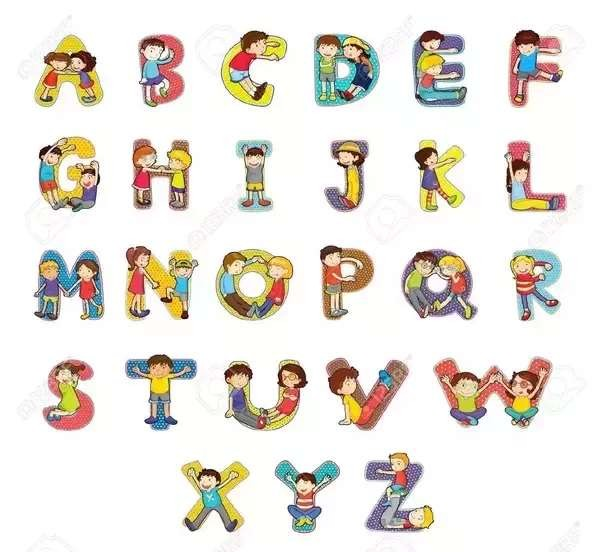 A B C D E F
G H I J K L
M N O P Q R
S T U V W
X Y Z